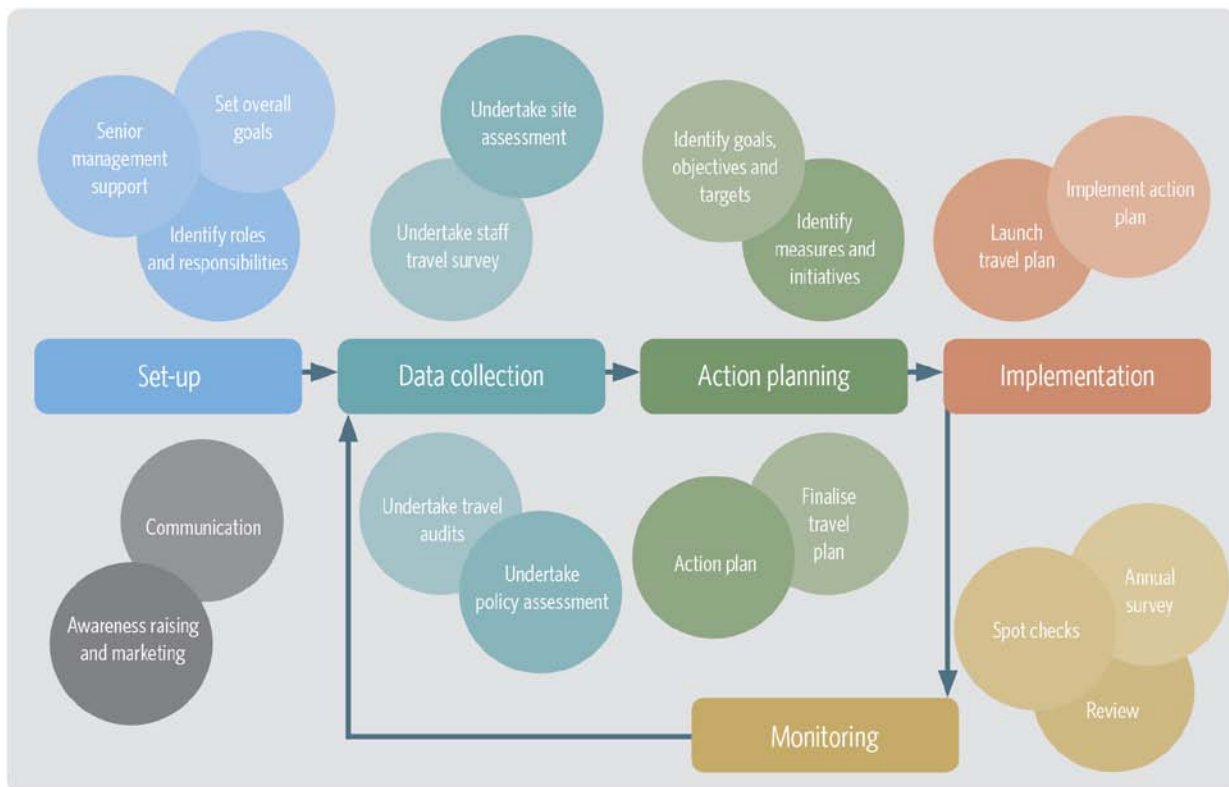 Senior
management
support
Set overall
goals
Identify roles
and responsibilities
Undertake site
assessment
Undertake staff
travel survey
Identify goals,
objectives and
targets
Identify
measures and
initiatives
Launch
travel plan
Implement action
plan
Set-up
Data collection
Action planning
Implementation
Communication
Awareness raising
and marketing
Undertake travel
audits
Undertake
policy assessment
Action plan
Finalise
travel
plan
Annual
survey
Spot checks
Review
Monitoring